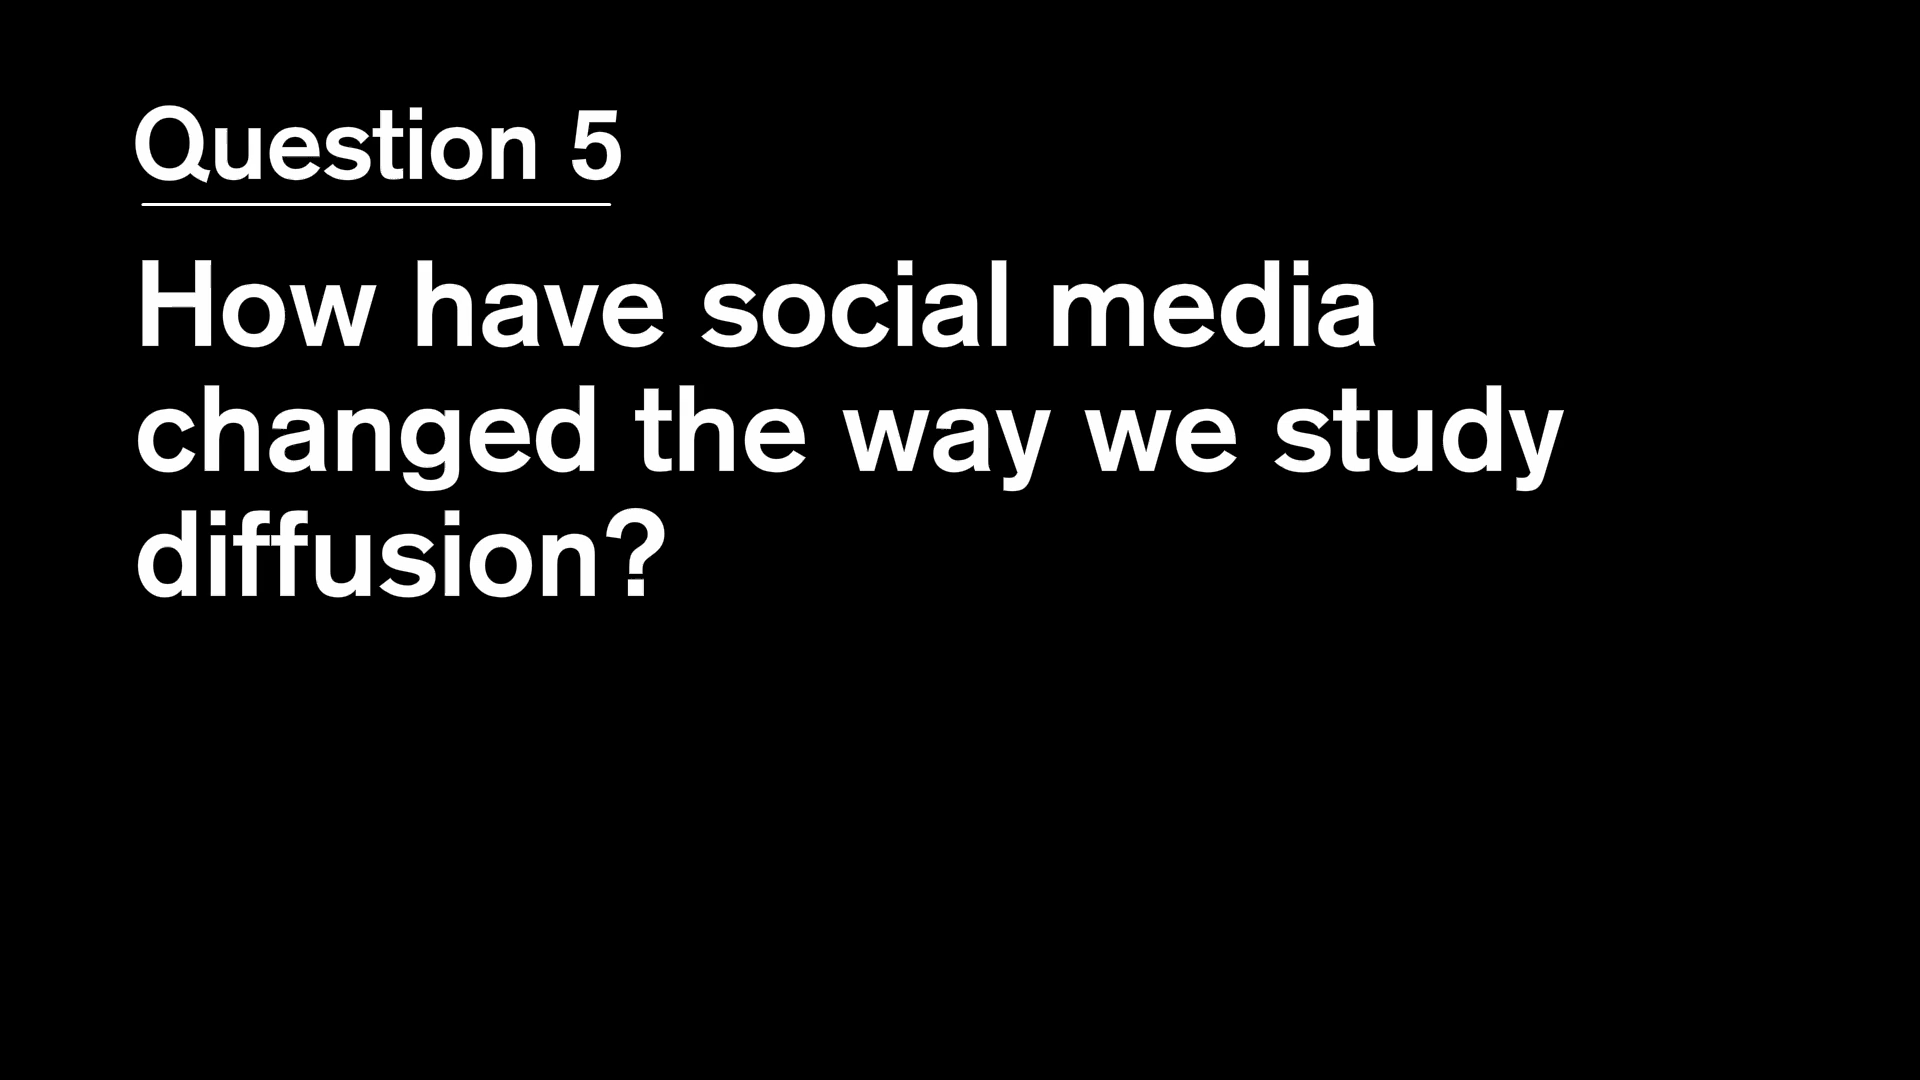 Question 5
How have social media
changed the way we study
diffusion?